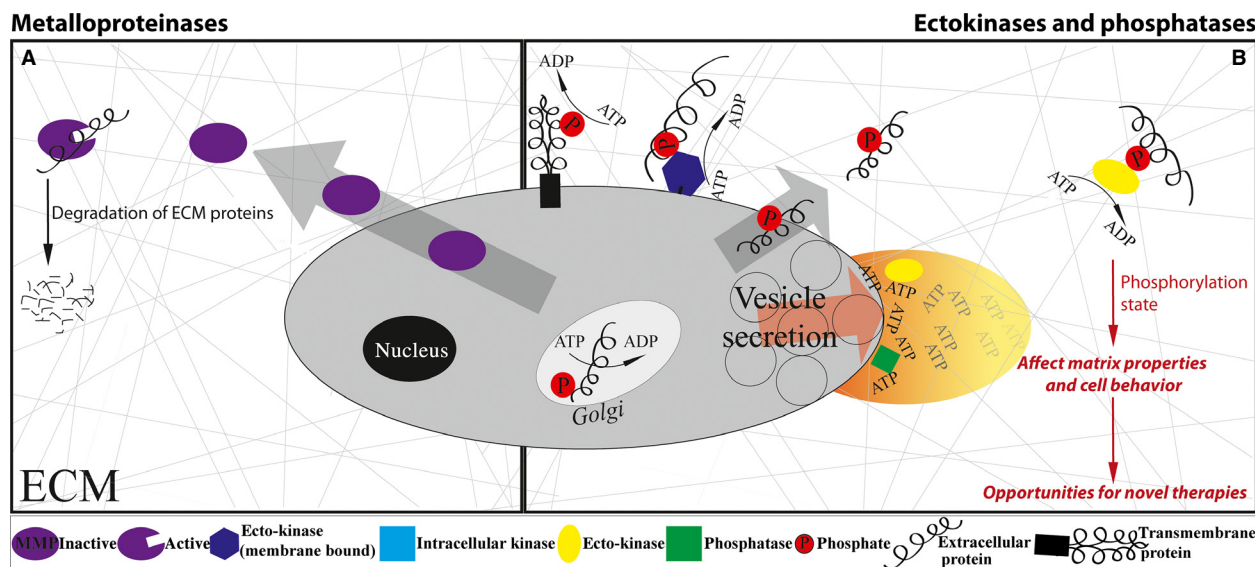 Metalloproteinases
Ectokinases and phosphatases
A
B
ADP
ATP
P
P
ADP
ATP
P
P
ATP
ADP
Degradation of ECM proteins
P
Vesicle
secretion
Nucleus
ATP
ADP
P
Golgi
ATP
ATP
ATP
ATP
ATP
ATP
ATP
ATP
ATP
ATP
ATP
Phosphorylation
state
Affect matrix properties
and cell behavior
Opportunities for novel therapies
ECM
MMP Inactive
Active
Ecto-kinase
(membrane bound)
Intracellular kinase
Ecto-kinase
Phosphatase
P Phosphate
Extracellular
protein
Transmembrane
protein